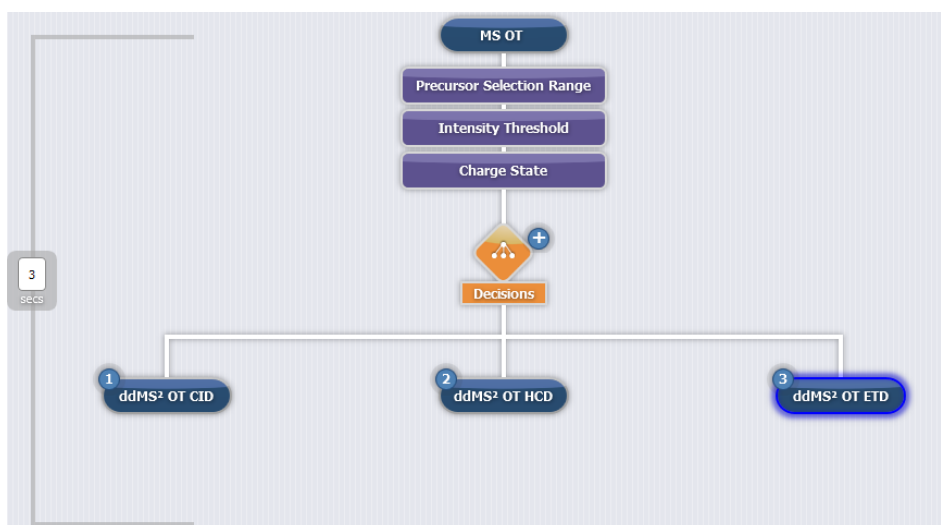 MS OT
Precursor Selection Range
Intensity Threshold
Charge State
+
3
secs
Decisions
1
ddMS² OT CID
2
ddMS² OT HCD
3
ddMS² OT ETD